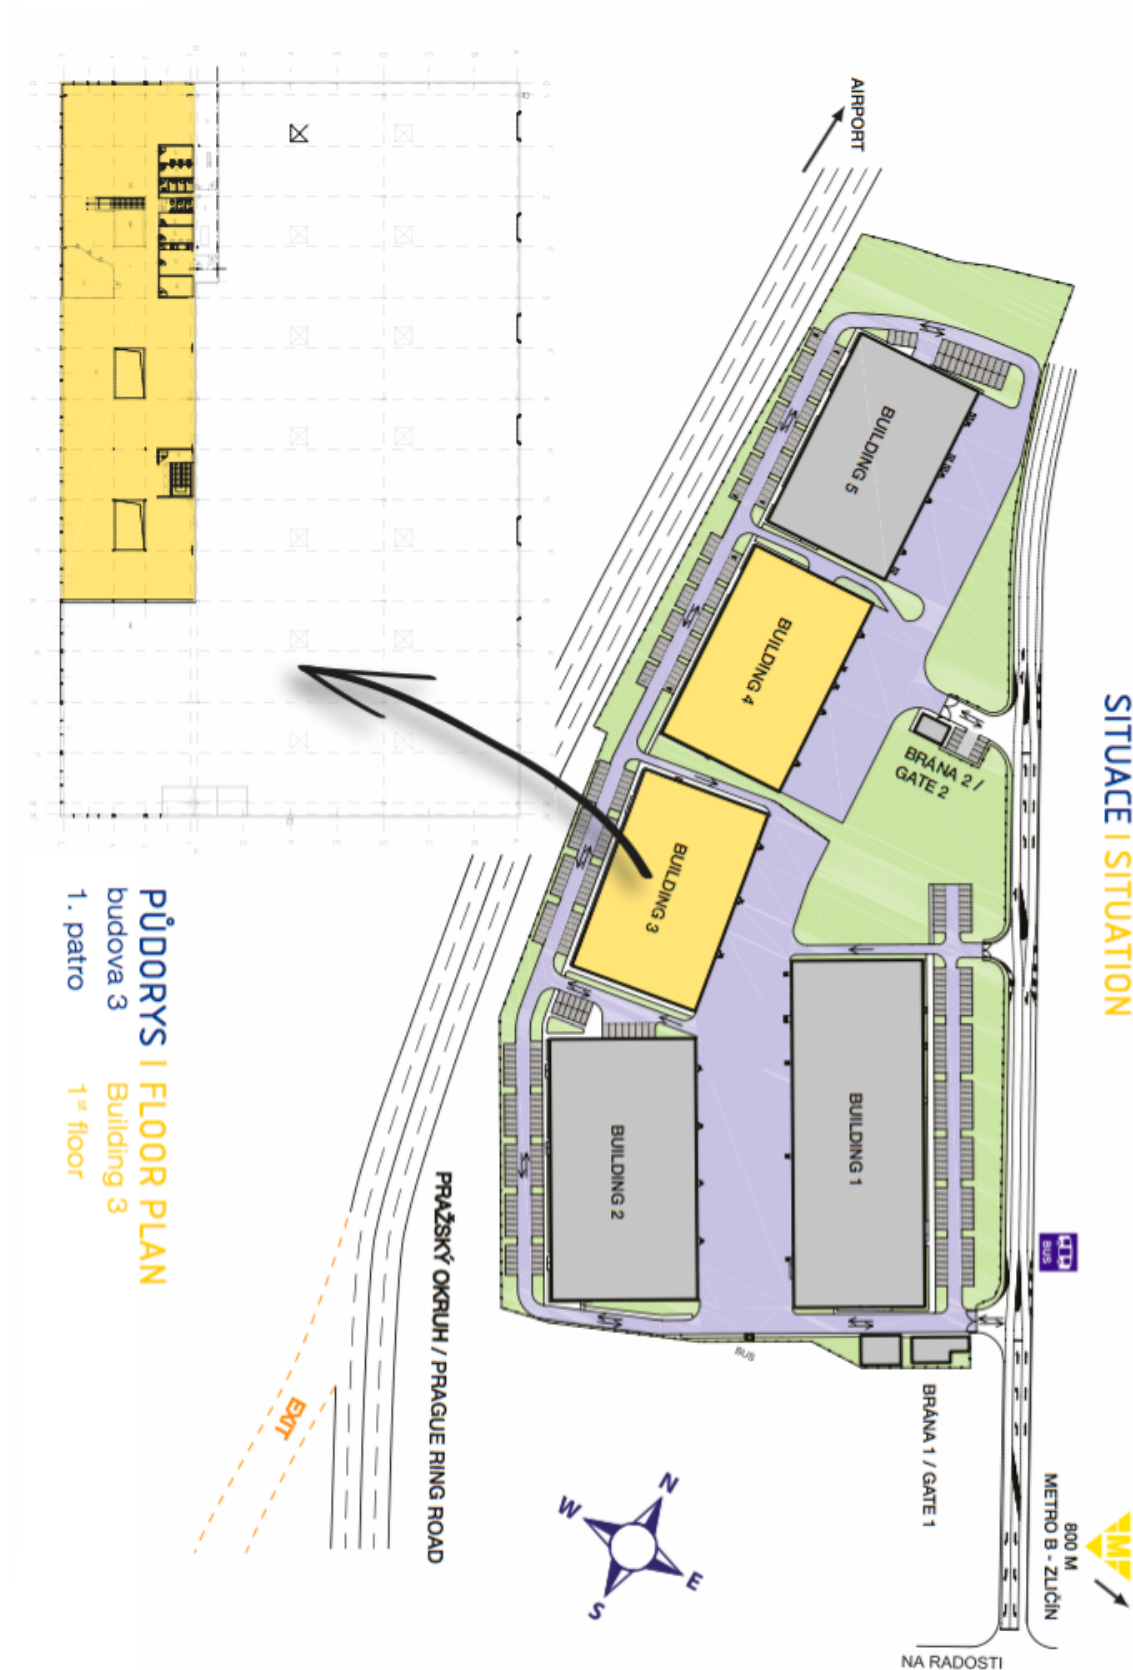 SITUACE I SITUATION
AIRPORT
BUILDING 5
BUILDING 4
BUILDING 3
BRÁNA 2 /
GATE 2
BUILDING 1
BUILDING 2
BUS
BUS
BRÁNA 1 / GATE 1
800 M
METRO B - ZLIČÍN
M
NA RADOSTI
PRAŽSKÝ OKRUH / PRAGUE RING ROAD
EXIT
N
E
S
W
PŮDORYS I FLOOR PLAN
budova 3 Building 3
1. patro 1st floor